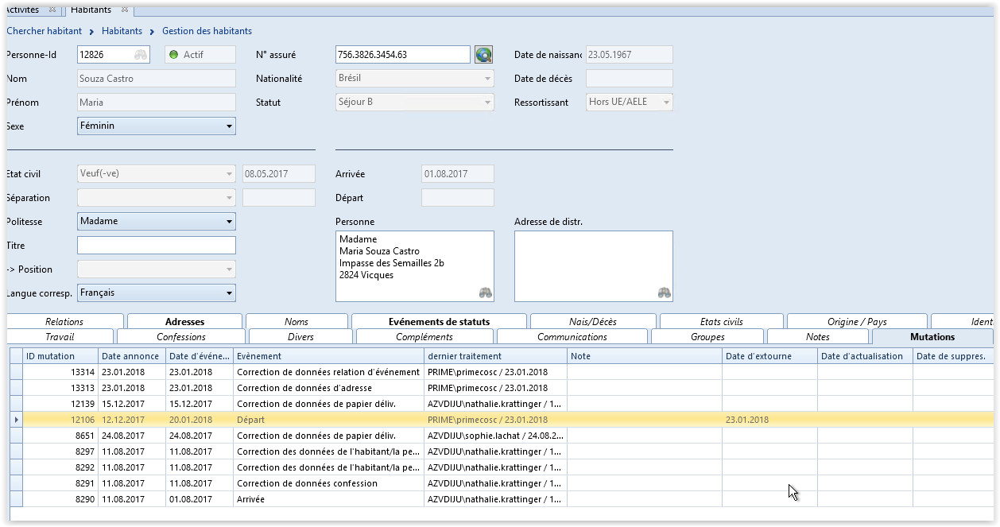 Activités Habitants
Chercher habitant Habitants Gestion des habitants
Personne-Id 12826 Actif N° assuré 756.3826.3454.63 Date de naissanc 23.05.1967
Nom Souza Castro Nationalité Brésil Date de décès
Prénom Maria Statut Séjour B Ressortissant Hors UE/AELE
Sexe Féminin
Etat civil Veuf(-ve) 08.05.2017 Arrivée 01.08.2017
Séparation Départ
Politesse Madame Personne Adresse de distr.
Madame
Titre Maria Souza Castro
Impasse des Semailles 2b
-> Position 2824 Vicques
Langue corresp. Français
Relations Adresses Noms Evénements de statuts Nais/Décès Etats civils Origine / Pays Ident
Travail Confessions Divers Compléments Communications Groupes Notes Mutations
ID mutation Date annonce Date d'événe... Evènement dernier traitement Note Date d'extourne Date d'actualisation Date de suppres.
13314 23.01.2018 23.01.2018 Correction de données relation d'événement PRIME\primecosc / 23.01.2018
13313 23.01.2018 23.01.2018 Correction de données d'adresse PRIME\primecosc / 23.01.2018
12139 15.12.2017 15.12.2017 Correction de données de papier déliv. AZVDIJU\nathalie.krattinger / 1...
12106 12.12.2017 20.01.2018 Départ PRIME\primecosc / 23.01.2018 23.01.2018
8651 24.08.2017 24.08.2017 Correction de données de papier déliv. AZVDIJU\sophie.lachat / 24.08.2...
8297 11.08.2017 11.08.2017 Correction des données de l'habitant/la pe... AZVDIJU\nathalie.krattinger / 1...
8292 11.08.2017 11.08.2017 Correction des données de l'habitant/la pe... AZVDIJU\nathalie.krattinger / 1...
8291 11.08.2017 11.08.2017 Correction de données confession AZVDIJU\nathalie.krattinger / 1...
8290 11.08.2017 01.08.2017 Arrivée AZVDIJU\nathalie.krattinger / 1...